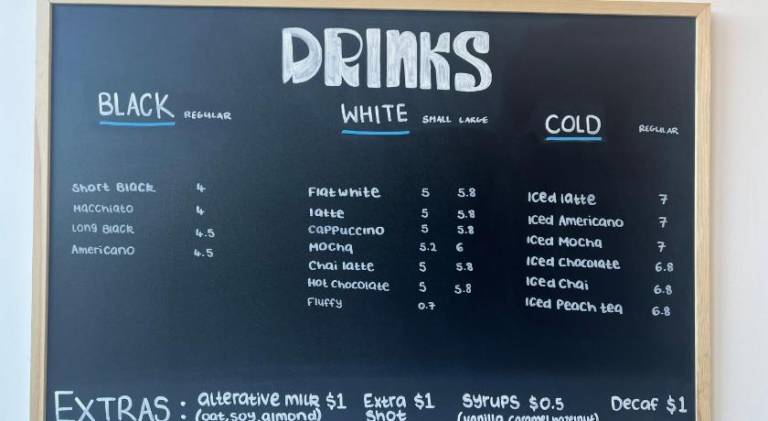 DRINKS
BLACK REGULAR
Short Black 4
Macchiato 4
Long Black 4.5
Americano 4.5
WHITE SMALL LARGE
Flat white 5 5.8
latte 5 5.8
Cappuccino 5 5.8
Mocha 5.2 6
Chai latte 5 5.8
Hot Chocolate 5 5.8
Fluffy 0.7
COLD REGULAR
Iced latte 7
Iced Americano 7
Iced Mocha 7
Iced Chocolate 6.8
Iced Chai 6.8
Iced Peach tea 6.8
EXTRAS: alterative milk $1 Extra $1 Syrups $0.5 Decaf $1
(oat, soy, almond) Shot (vanilla, caramel, hazelnut)